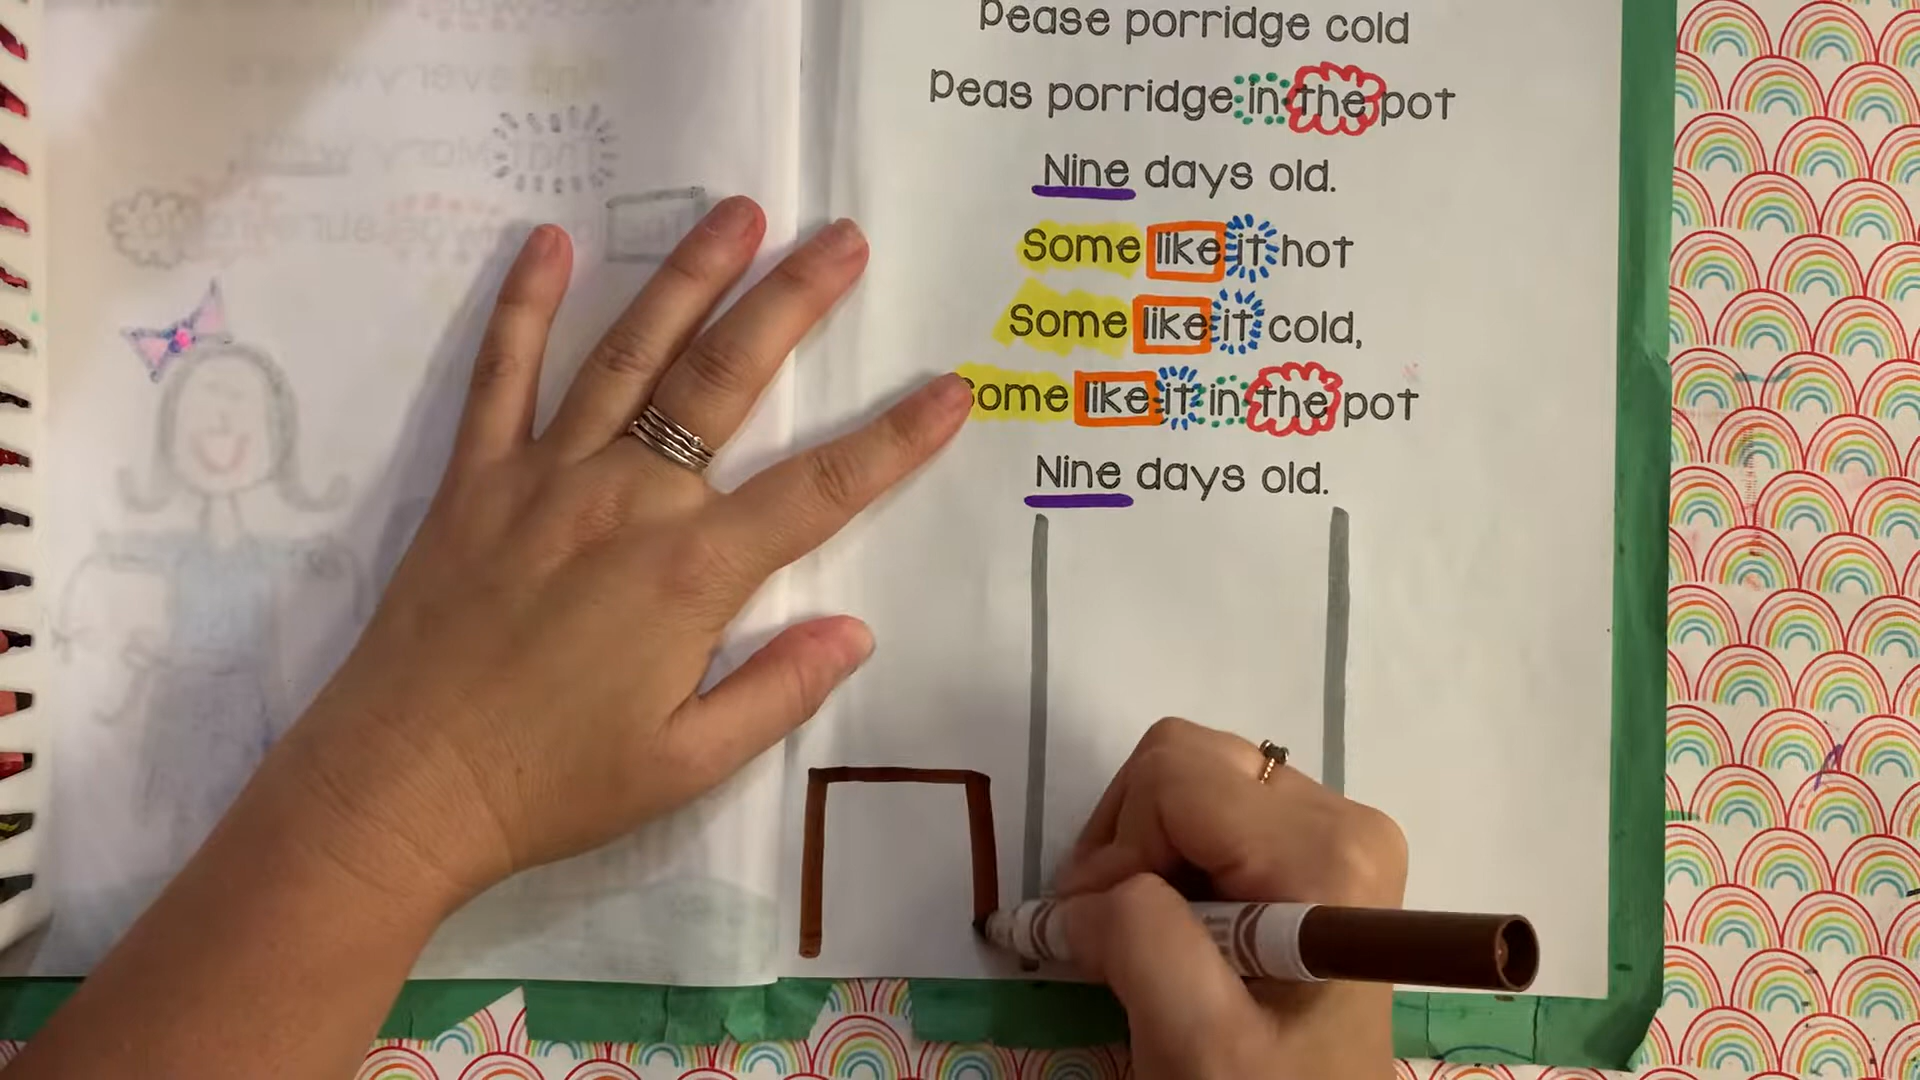 Pease porridge cold
Peas porridge in the pot
Nine days old.
Some like it hot
Some like it cold,
Some like it in the pot
Nine days old.